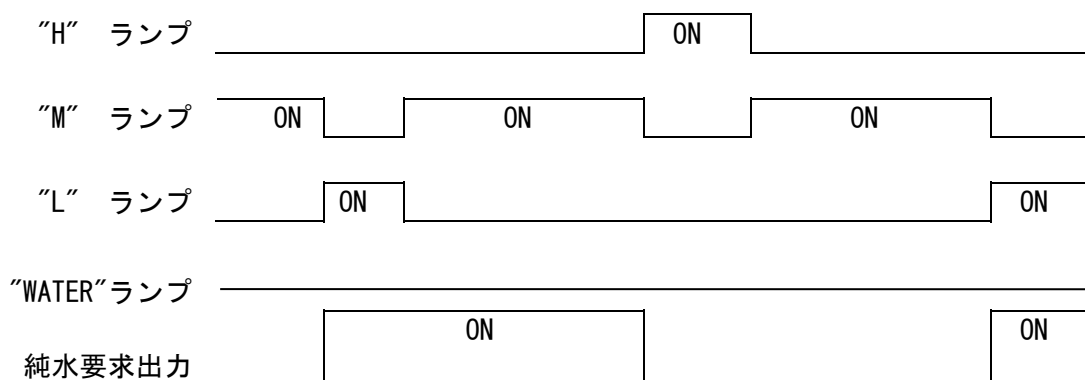 "H" ランプ ON
"M" ランプ ON ON ON
"L" ランプ ON ON
"WATER"ランプ
純水要求出力 ON ON